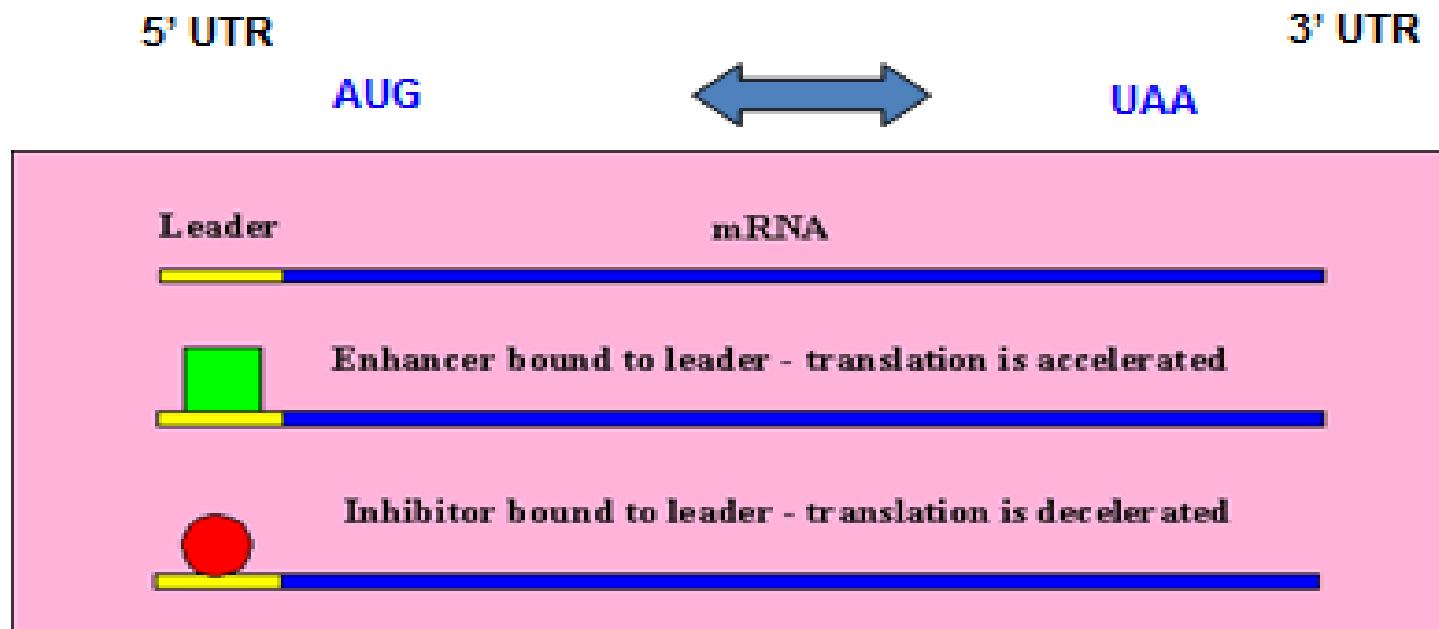 5' UTR 3' UTR
AUG UAA
Leader mRNA
Enhancer bound to leader - translation is accelerated
Inhibitor bound to leader - translation is decelerated